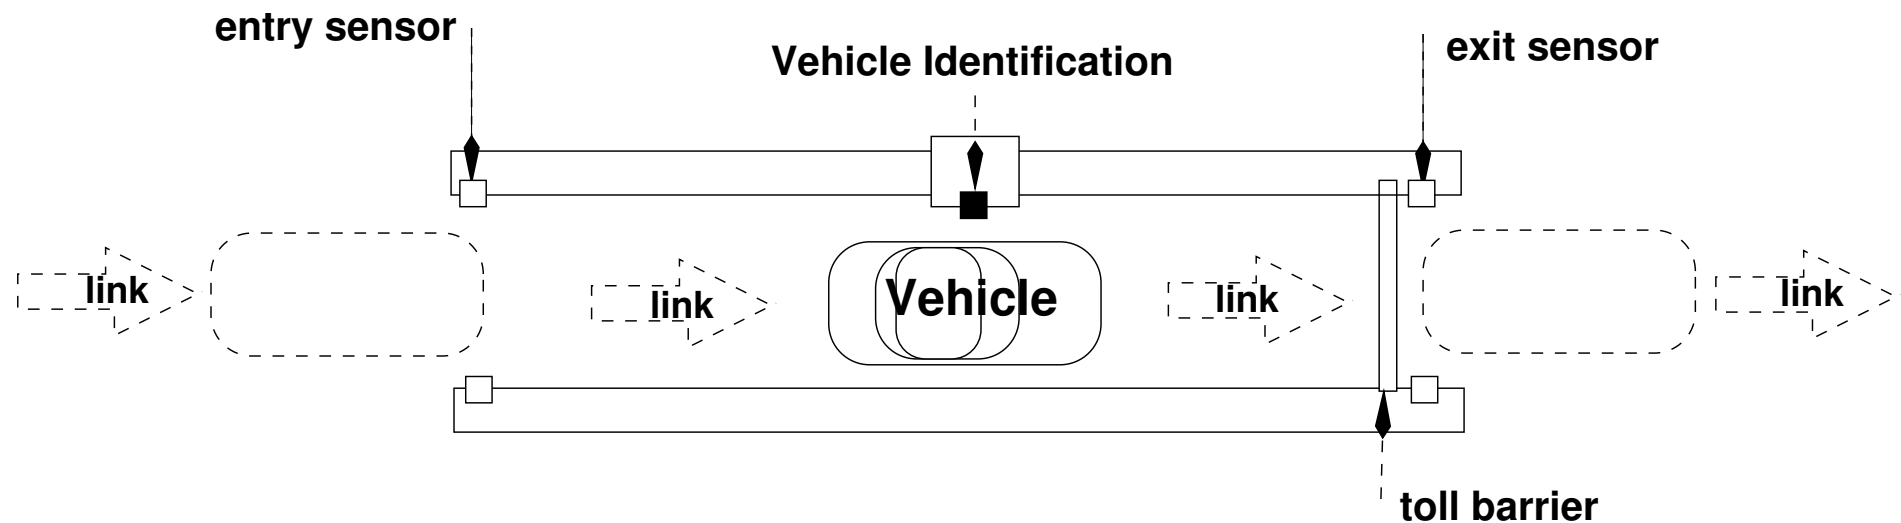 entry sensor
Vehicle Identification
exit sensor
link
link
Vehicle
link
link
toll barrier